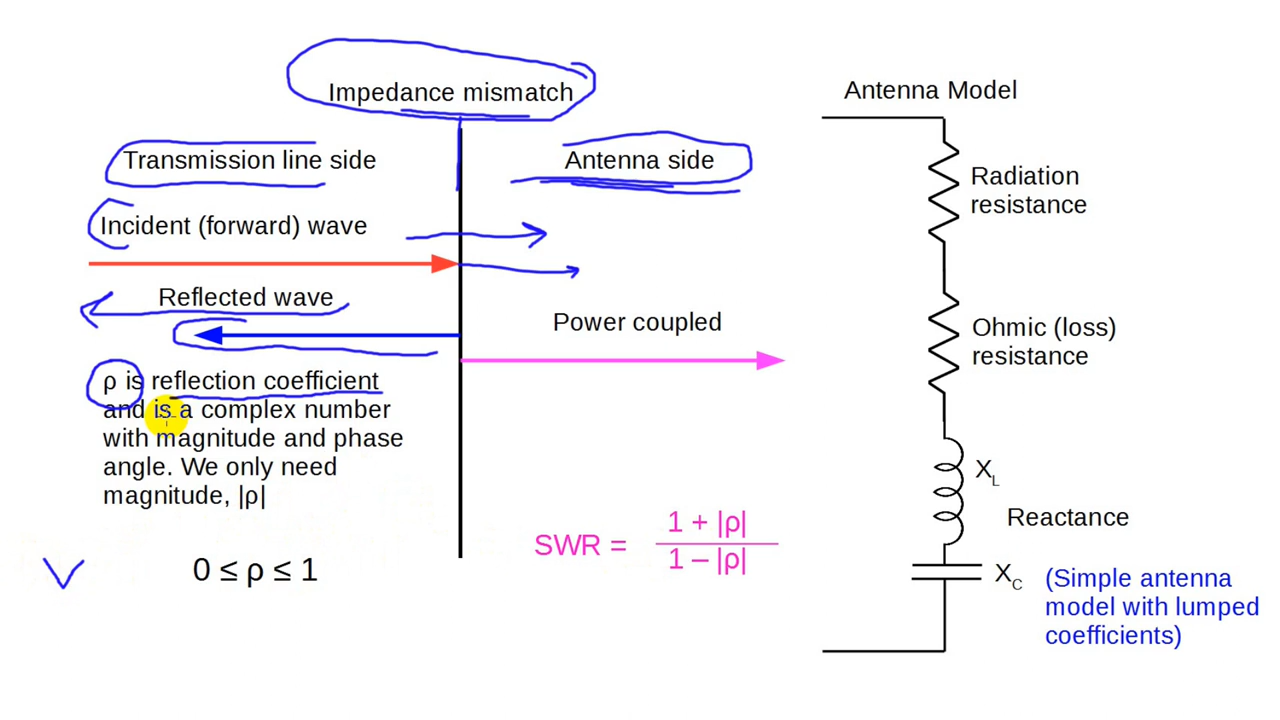 Impedance mismatch
Transmission line side
Antenna side
Incident (forward) wave
Reflected wave
Power coupled
ρ is reflection coefficient
and is a complex number
with magnitude and phase
angle. We only need
magnitude, |ρ|
0 ≤ ρ ≤ 1
SWR = 
1 + |ρ|
1 – |ρ|
Antenna Model
Radiation
resistance
Ohmic (loss)
resistance
XL
Reactance
XC
(Simple antenna
model with lumped
coefficients)